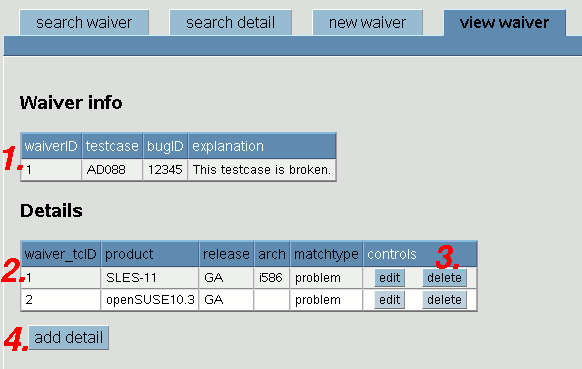 search waiver search detail new waiver view waiver
Waiver info
waiverID testcase bugID explanation
1. 1 AD088 12345 This testcase is broken.
Details
waiver_tcID product release arch matchtype controls 3.
2. 1 SLES-11 GA i586 problem edit delete
2 openSUSE10.3 GA problem edit delete
4. add detail